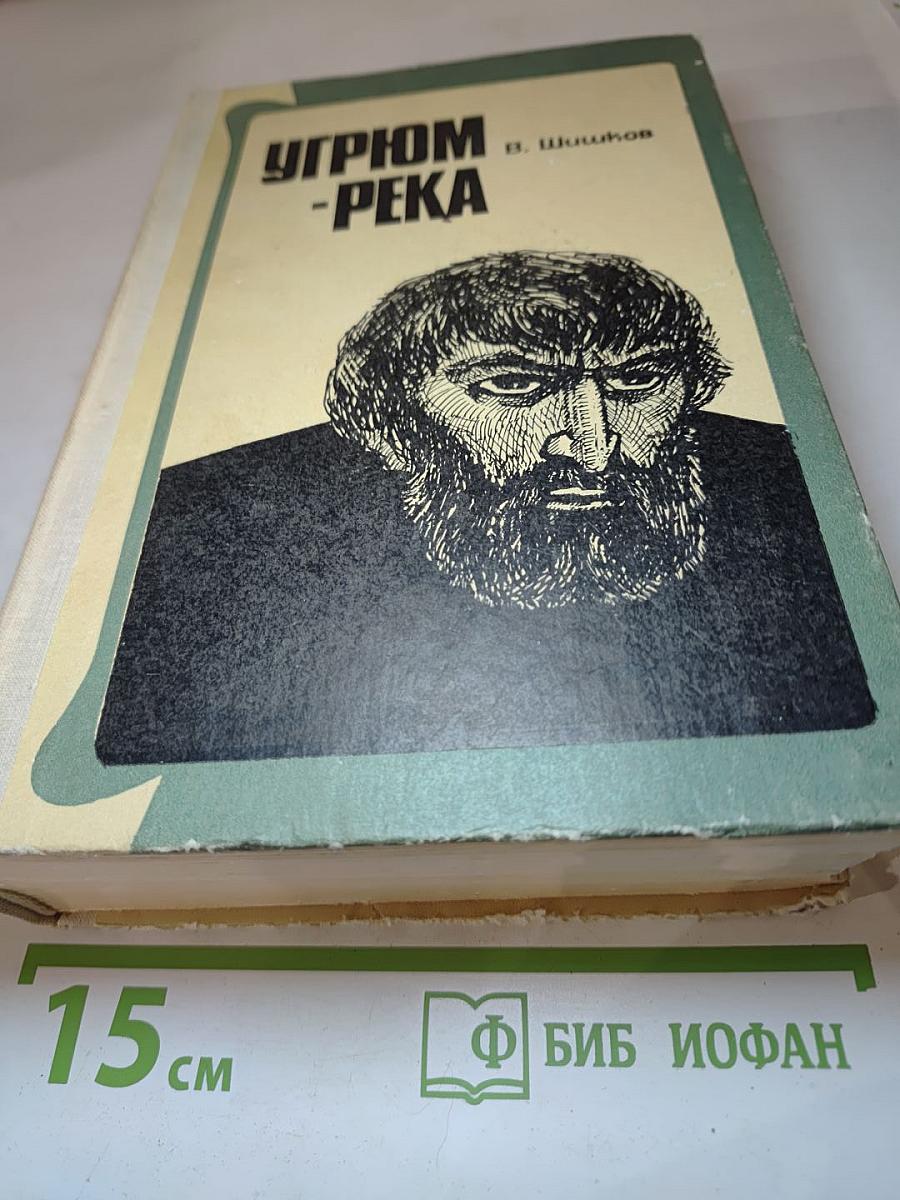 УГРЮМ
-РЕКА
В. Шишков
15 см
Ф БИБ ИОФАН